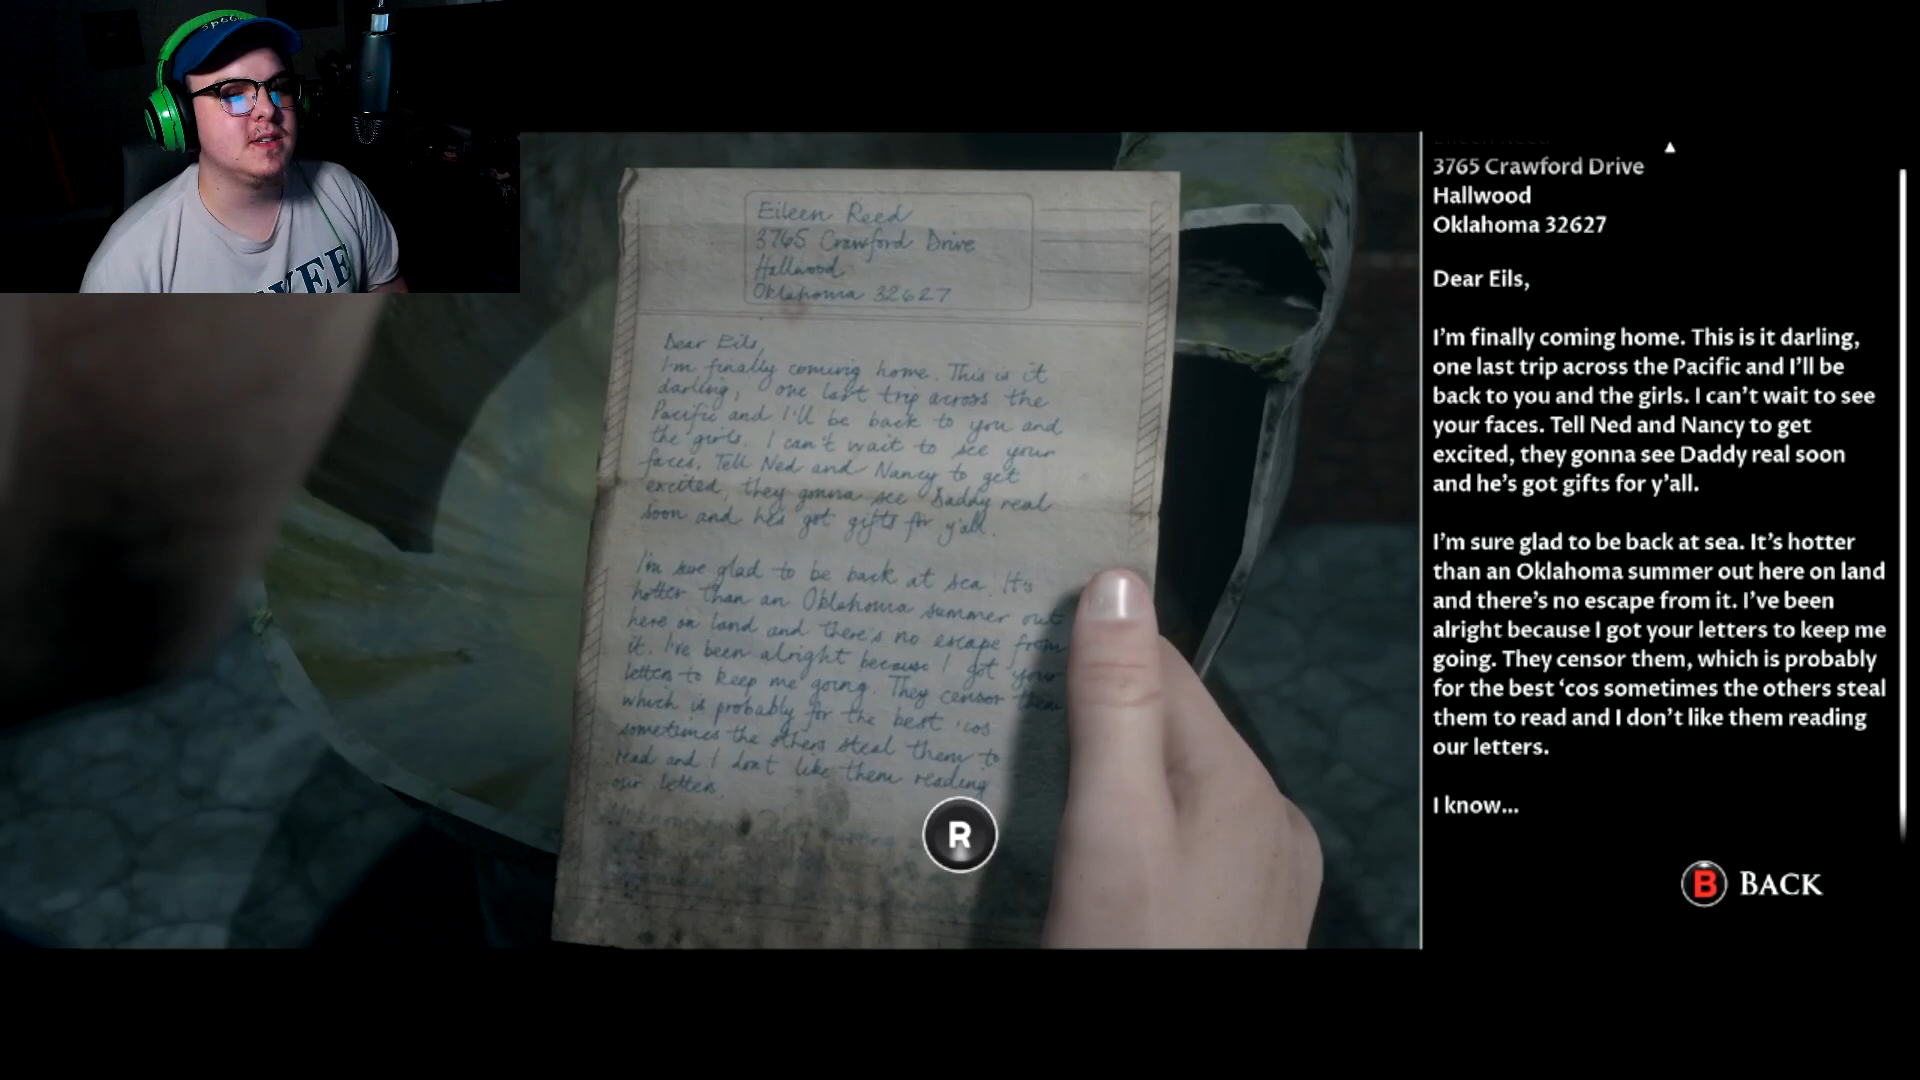 Eileen Reed
3765 Crawford Drive
Hallwood
Oklahoma 32627
Dear Eils,
I'm finally coming home. This is it
darling, one last trip across the
Pacific and I'll be back to you and
the girls. I can't wait to see your
faces. Tell Ned and Nancy to get
excited, they gonna see Daddy real
soon and he's got gifts for y'all.
I'm sure glad to be back at sea. It's
hotter than an Oklahoma summer out
here on land and there's no escape from
it. I've been alright because I got your
letters to keep me going. They censor them
which is probably for the best 'cos
sometimes the others steal them to
read and I don't like them reading
our letters.
R
3765 Crawford Drive
Hallwood
Oklahoma 32627
Dear Eils,
I'm finally coming home. This is it darling,
one last trip across the Pacific and I'll be
back to you and the girls. I can't wait to see
your faces. Tell Ned and Nancy to get
excited, they gonna see Daddy real soon
and he's got gifts for y'all.
I'm sure glad to be back at sea. It's hotter
than an Oklahoma summer out here on land
and there's no escape from it. I've been
alright because I got your letters to keep me
going. They censor them, which is probably
for the best ‘cos sometimes the others steal
them to read and I don't like them reading
our letters.
I know...
B BACK